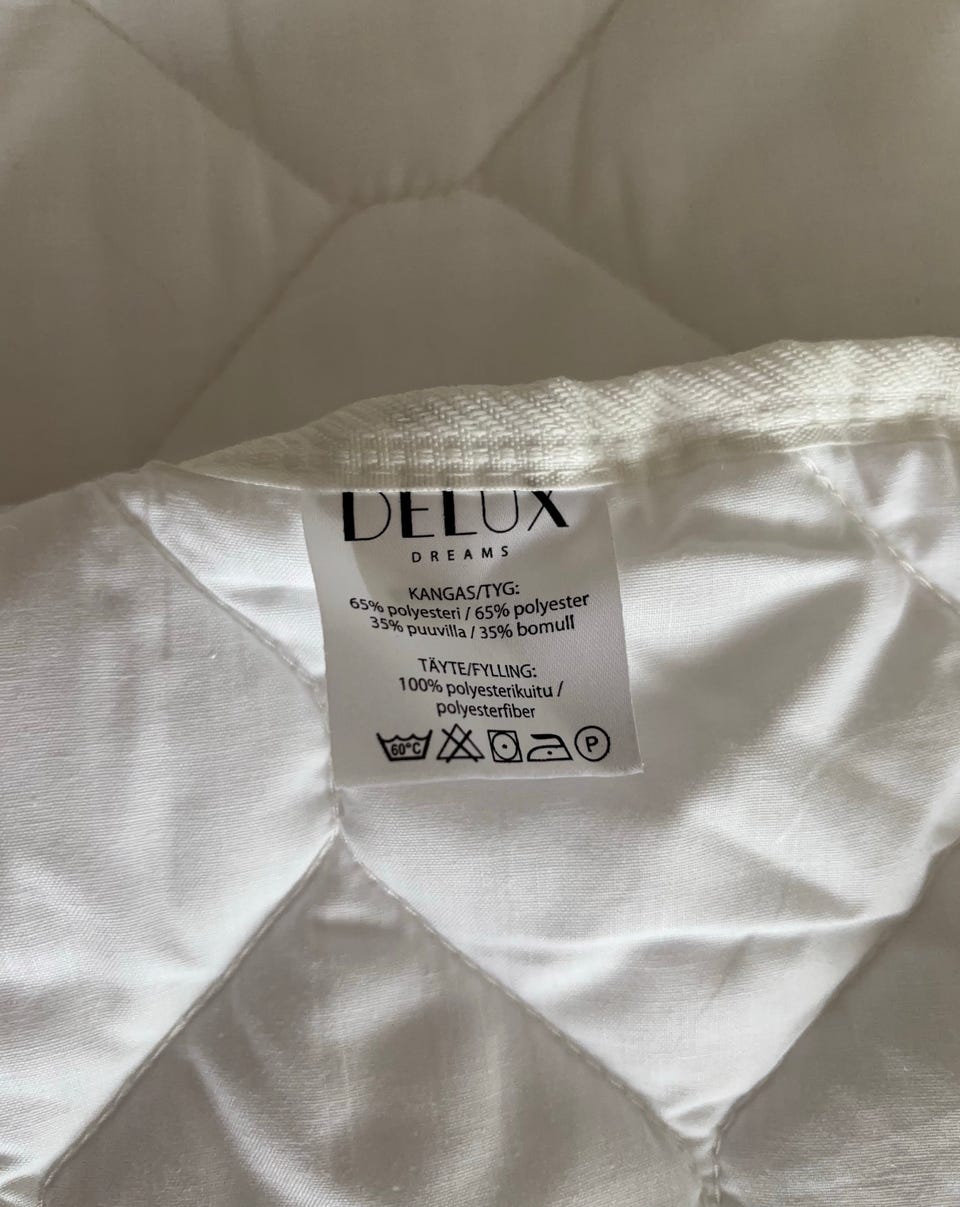 DELUX
DREAMS
KANGAS/TYG:
65% polyesteri / 65% polyester
35% puuvilla / 35% bomull
TÄYTE/FYLLING:
100% polyesterikuitu /
polyesterfiber
60°C P